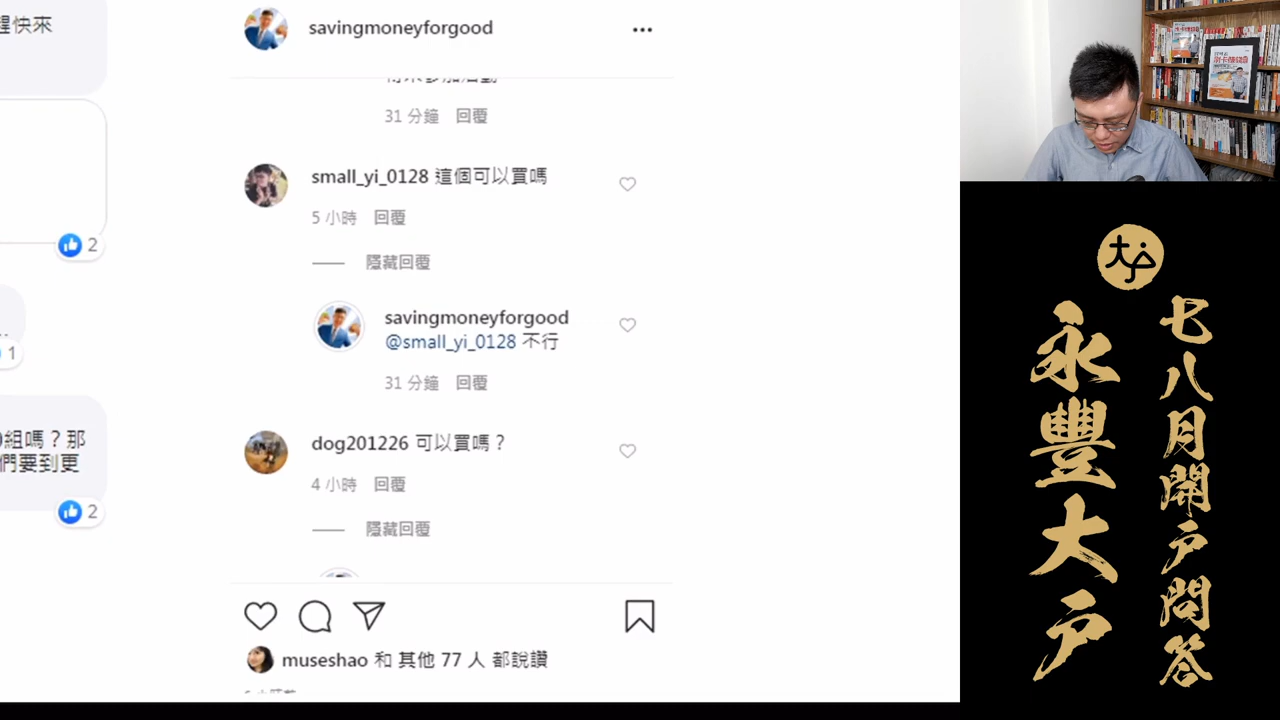 趕快來
2
1
組嗎？那
們要到更
2
savingmoneyforgood
31 分鐘 回覆
small_yi_0128 這個可以買嗎
5 小時 回覆
隱藏回覆
savingmoneyforgood
@small_yi_0128 不行
31 分鐘 回覆
dog201226 可以買嗎？
4 小時 回覆
隱藏回覆
museshao 和 其他 77 人 都說讚
七八月開戶問答
永豐大戶